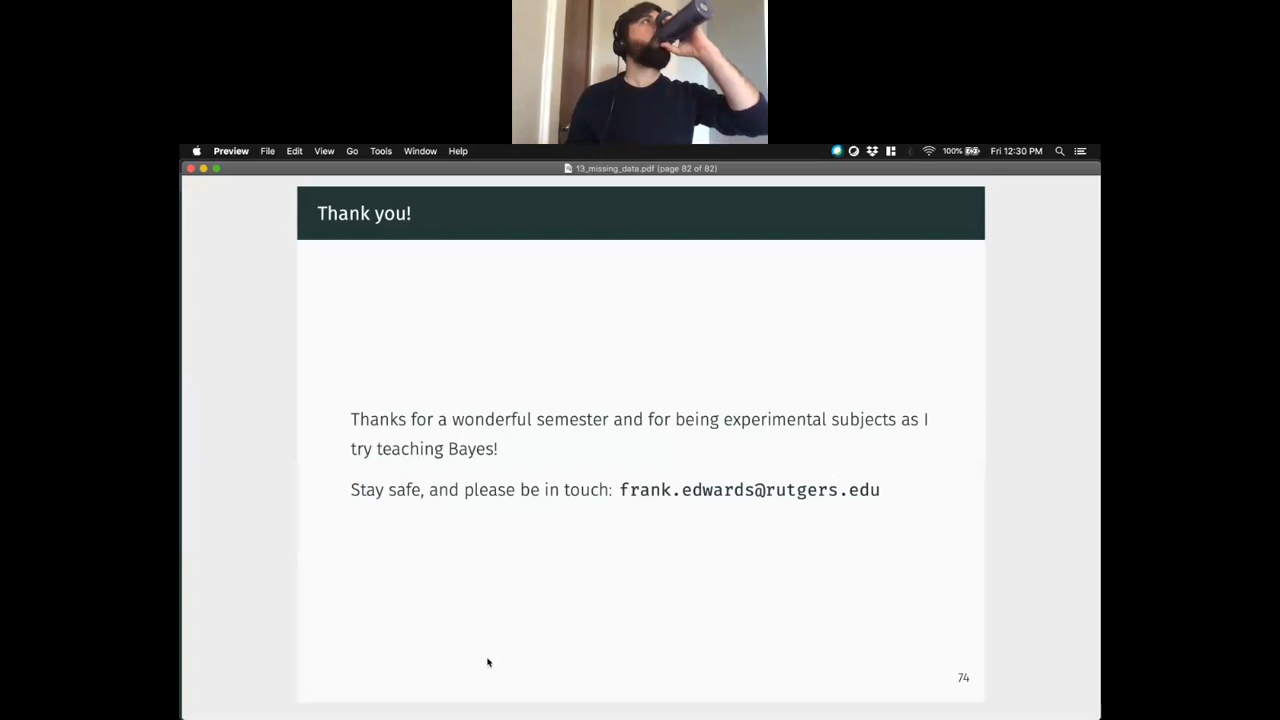 Preview File Edit View Go Tools Window Help 100% Fri 12:30 PM
13_missing_data.pdf (page 82 of 82)
Thank you!
Thanks for a wonderful semester and for being experimental subjects as I
try teaching Bayes!
Stay safe, and please be in touch: frank.edwards@rutgers.edu
74